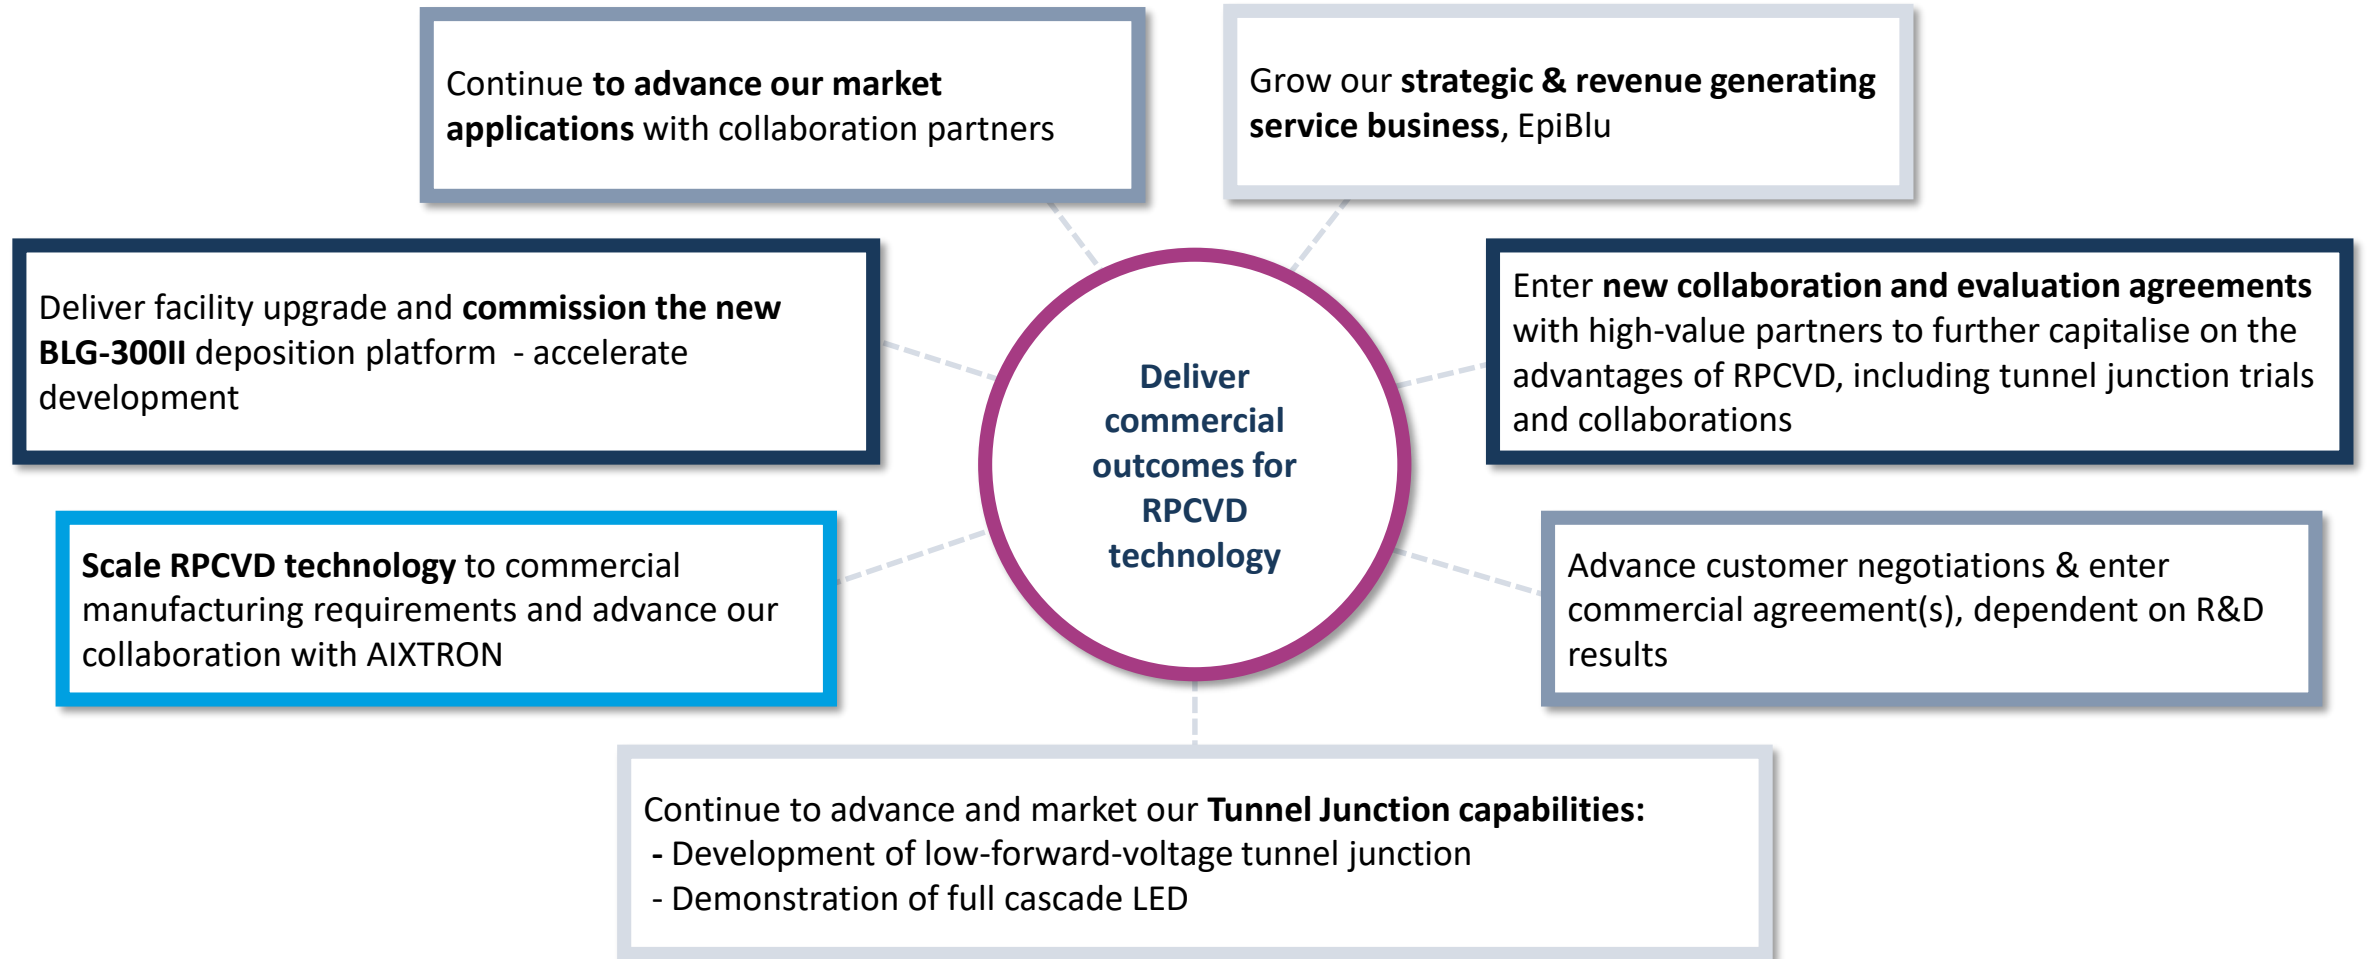 Continue to advance our market
applications with collaboration partners
Grow our strategic & revenue generating
service business, EpiBlu
Deliver facility upgrade and commission the new
BLG-300II deposition platform  - accelerate
development
Enter new collaboration and evaluation agreements
with high-value partners to further capitalise on the
advantages of RPCVD, including tunnel junction trials
and collaborations
Deliver
commercial
outcomes for
RPCVD
technology
Scale RPCVD technology to commercial
manufacturing requirements and advance our
collaboration with AIXTRON
Advance customer negotiations & enter
commercial agreement(s), dependent on R&D
results
Continue to advance and market our Tunnel Junction capabilities:
- Development of low-forward-voltage tunnel junction
- Demonstration of full cascade LED